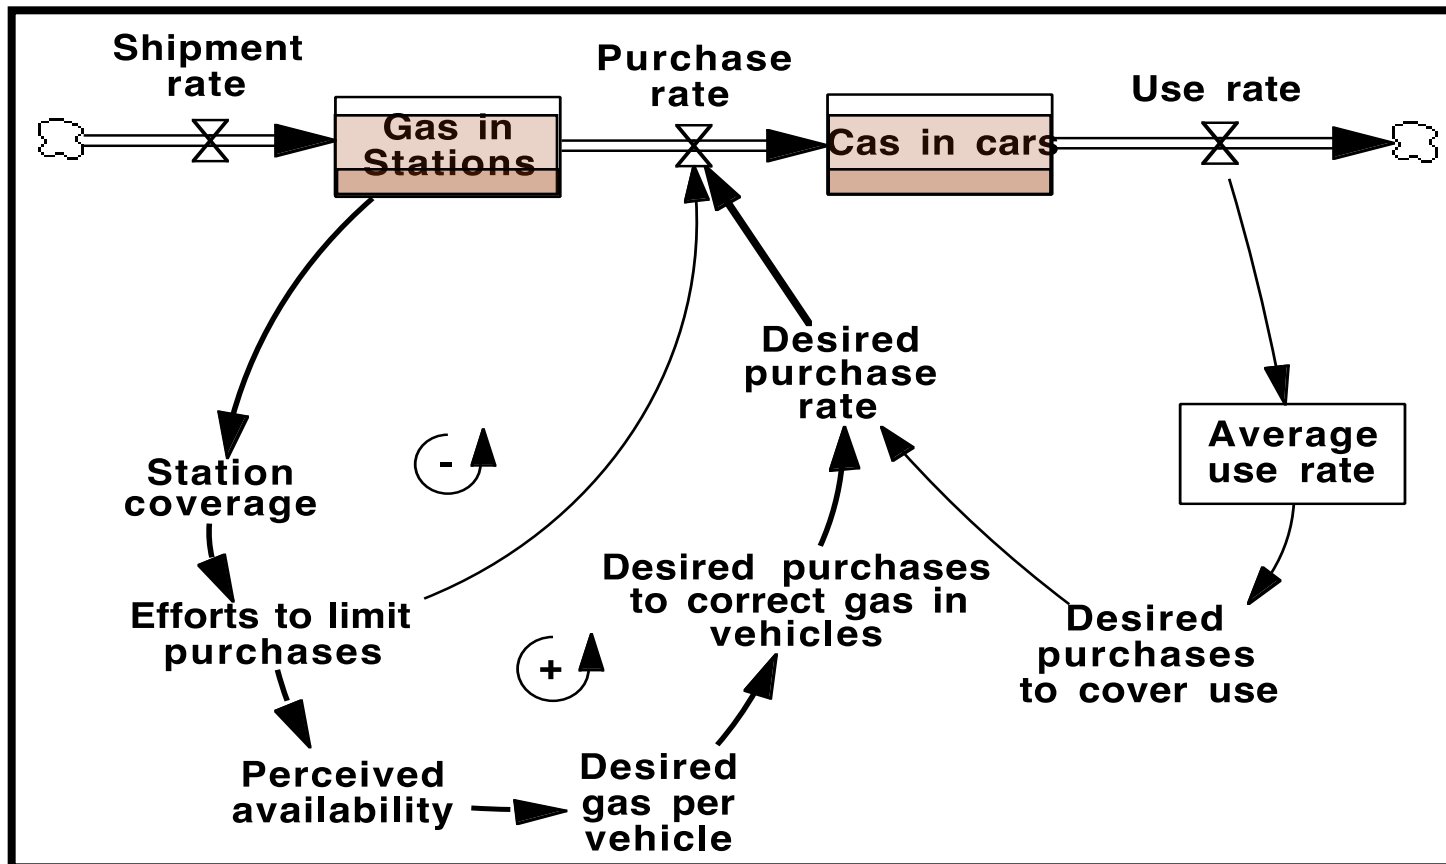 Shipment
rate
Purchase
rate
Use rate
Gas in
Stations
Cas in cars
Desired
purchase
rate
Average
use rate
-
Station
coverage
Desired purchases
to correct gas in
vehicles
Efforts to limit
purchases
+
Desired
purchases
to cover use
Perceived
availability
Desired
gas per
vehicle